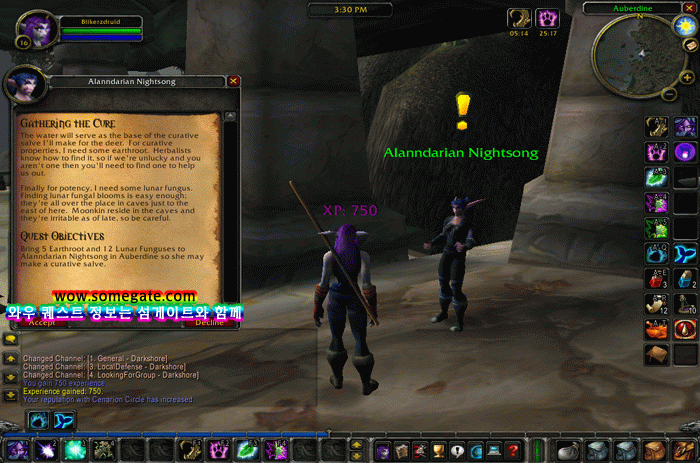 Blikerzdruid
16
3:30 PM
05:14
25:17
Auberdine
N
Alanndarian Nightsong
Gathering the Cure
The water will serve as the base of the curative
salve I'll make for the deer. For curative
properties, I need some earthroot. Herbalists
know how to find it, so if we're unlucky and you
aren't one then you'll need to find one to help
us out.
Finally for potency, I need some lunar fungus.
Finding lunar fungal blooms is easy enough;
they're all over the place in caves just to the
east of here. Moonkin reside in the caves and
they're irritable as of late, so be careful.
Quest Objectives
Bring 5 Earthroot and 12 Lunar Funguses to
Alanndarian Nightsong in Auberdine so she may
make a curative salve.
wow.somegate.com
와우 퀘스트 정보는 섬게이트와 함께
Accept
Decline
Alanndarian Nightsong
XP: 750
Changed Channel: [1. General - Darkshore]
Changed Channel: [3. LocalDefense - Darkshore]
Changed Channel: [4. LookingForGroup - Darkshore]
You gain 750 experience.
Experience gained: 750.
Your reputation with Cenarion Circle has increased